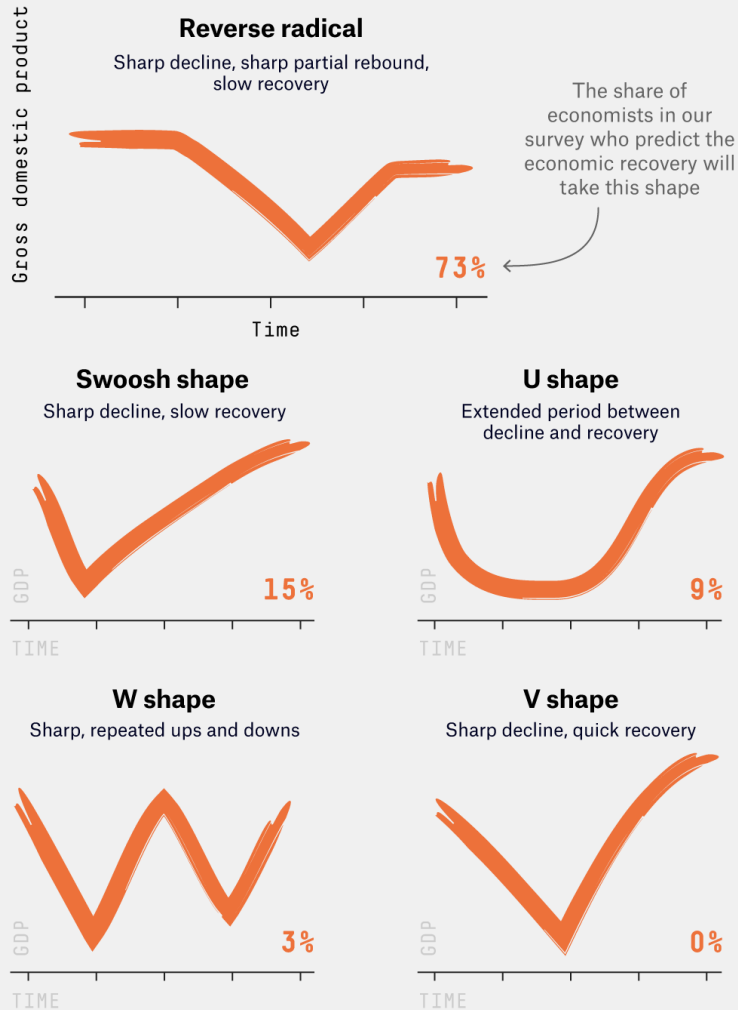 Gross domestic product
Reverse radical
Sharp decline, sharp partial rebound,
slow recovery
The share of
economists in our
survey who predict the
economic recovery will
take this shape
73%
Time
Swoosh shape
Sharp decline, slow recovery
GDP
15%
TIME
U shape
Extended period between
decline and recovery
GDP
9%
TIME
W shape
Sharp, repeated ups and downs
GDP
3%
TIME
V shape
Sharp decline, quick recovery
GDP
0%
TIME